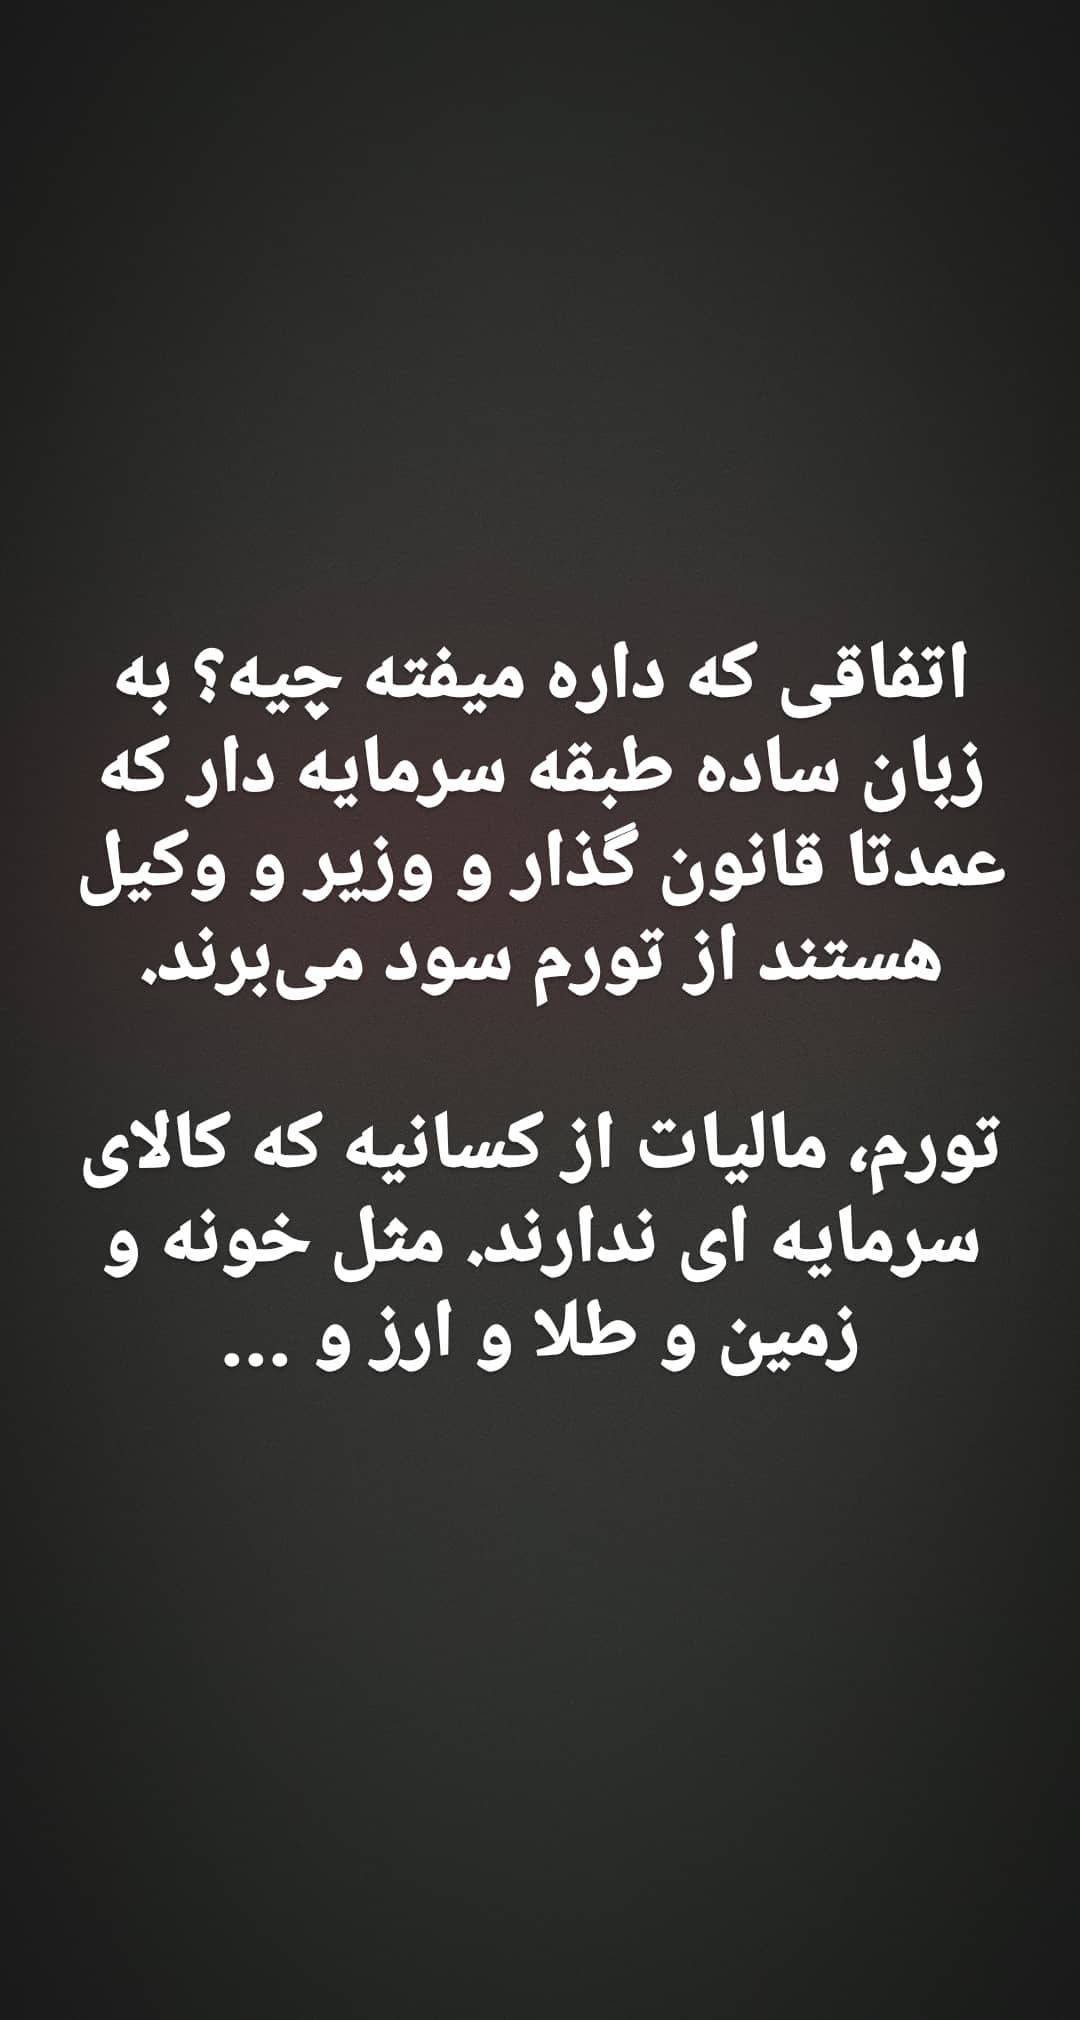 اتفاقی که داره میفته چیه؟ به
زبان ساده طبقه سرمایه دار که
عمدتا قانون گذار و وزیر و وکیل
هستند از تورم سود می‌برند.
تورم، مالیات از کسانیه که کالای
سرمایه ای ندارند. مثل خونه و
زمین و طلا و ارز و ...